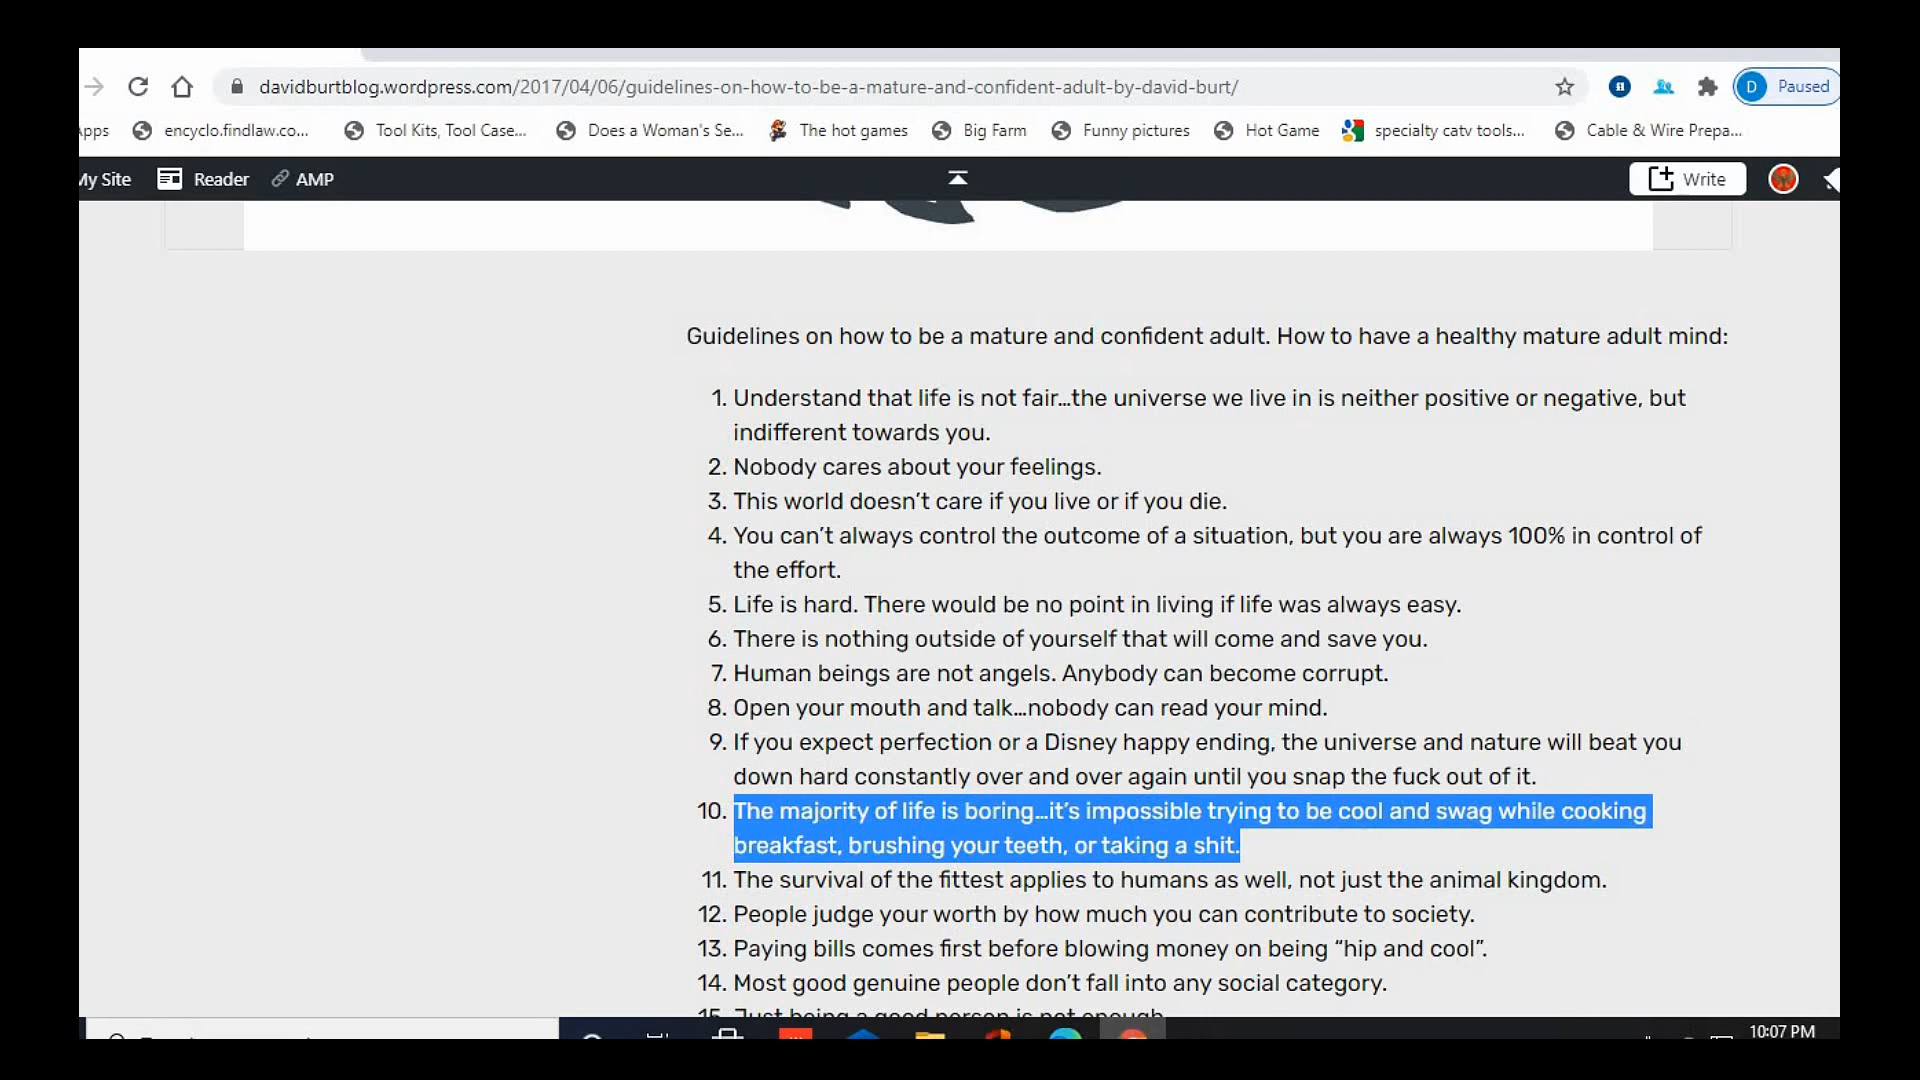 davidburtblog.wordpress.com/2017/04/06/guidelines-on-how-to-be-a-mature-and-confident-adult-by-david-burt/
D Paused
encyclo.findlaw.co... Tool Kits, Tool Case... Does a Woman's Se... The hot games Big Farm Funny pictures Hot Game specialty catv tools... Cable & Wire Prepa...
My Site Reader AMP Write
Guidelines on how to be a mature and confident adult. How to have a healthy mature adult mind:
1. Understand that life is not fair…the universe we live in is neither positive or negative, but
indifferent towards you.
2. Nobody cares about your feelings.
3. This world doesn’t care if you live or if you die.
4. You can’t always control the outcome of a situation, but you are always 100% in control of
the effort.
5. Life is hard. There would be no point in living if life was always easy.
6. There is nothing outside of yourself that will come and save you.
7. Human beings are not angels. Anybody can become corrupt.
8. Open your mouth and talk…nobody can read your mind.
9. If you expect perfection or a Disney happy ending, the universe and nature will beat you
down hard constantly over and over again until you snap the fuck out of it.
10. The majority of life is boring…it’s impossible trying to be cool and swag while cooking
breakfast, brushing your teeth, or taking a shit.
11. The survival of the fittest applies to humans as well, not just the animal kingdom.
12. People judge your worth by how much you can contribute to society.
13. Paying bills comes first before blowing money on being “hip and cool”.
14. Most good genuine people don’t fall into any social category.
15. Just being a good person is not enough.
10:07 PM